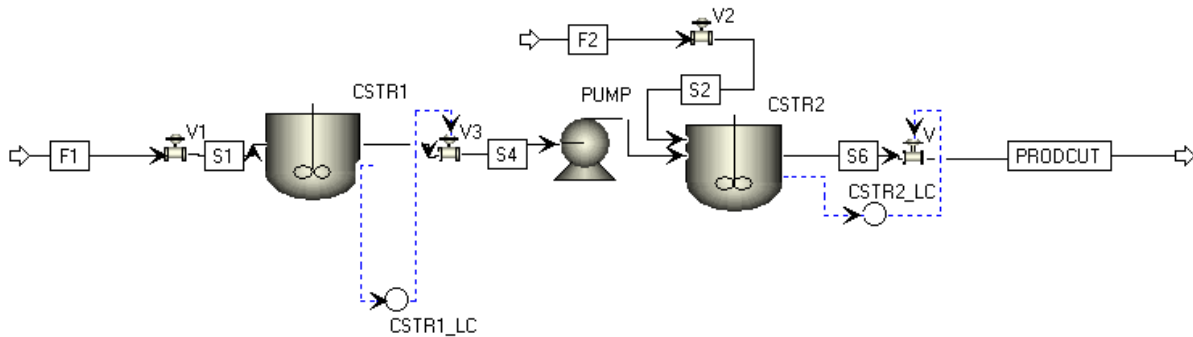 V2
F2
S2
CSTR1
PUMP
CSTR2
V1
V3
V
F1
S1
S4
S6
PRODCUT
CSTR2_LC
CSTR1_LC